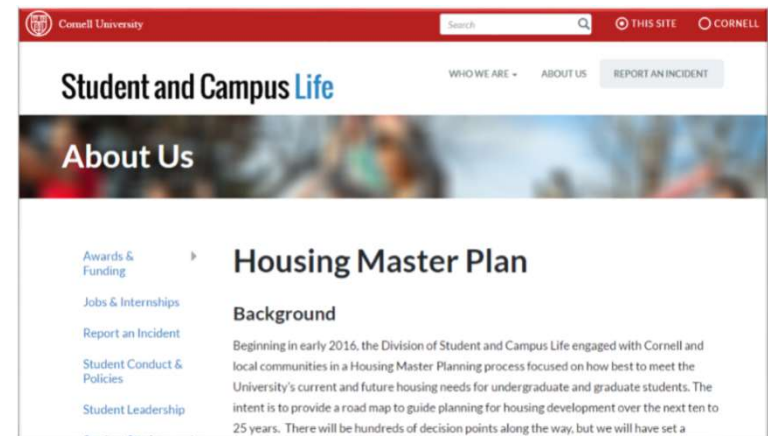 Cornell University
Search
THIS SITE
CORNELL
Student and Campus Life
WHO WE ARE
ABOUT US
REPORT AN INCIDENT
About Us
Awards &
Funding
Jobs & Internships
Report an Incident
Student Conduct &
Policies
Student Leadership
Housing Master Plan
Background
Beginning in early 2016, the Division of Student and Campus Life engaged with Cornell and
local communities in a Housing Master Planning process focused on how best to meet the
University's current and future housing needs for undergraduate and graduate students. The
intent is to provide a road map to guide planning for housing development over the next ten to
25 years. There will be hundreds of decision points along the way, but we will have set a